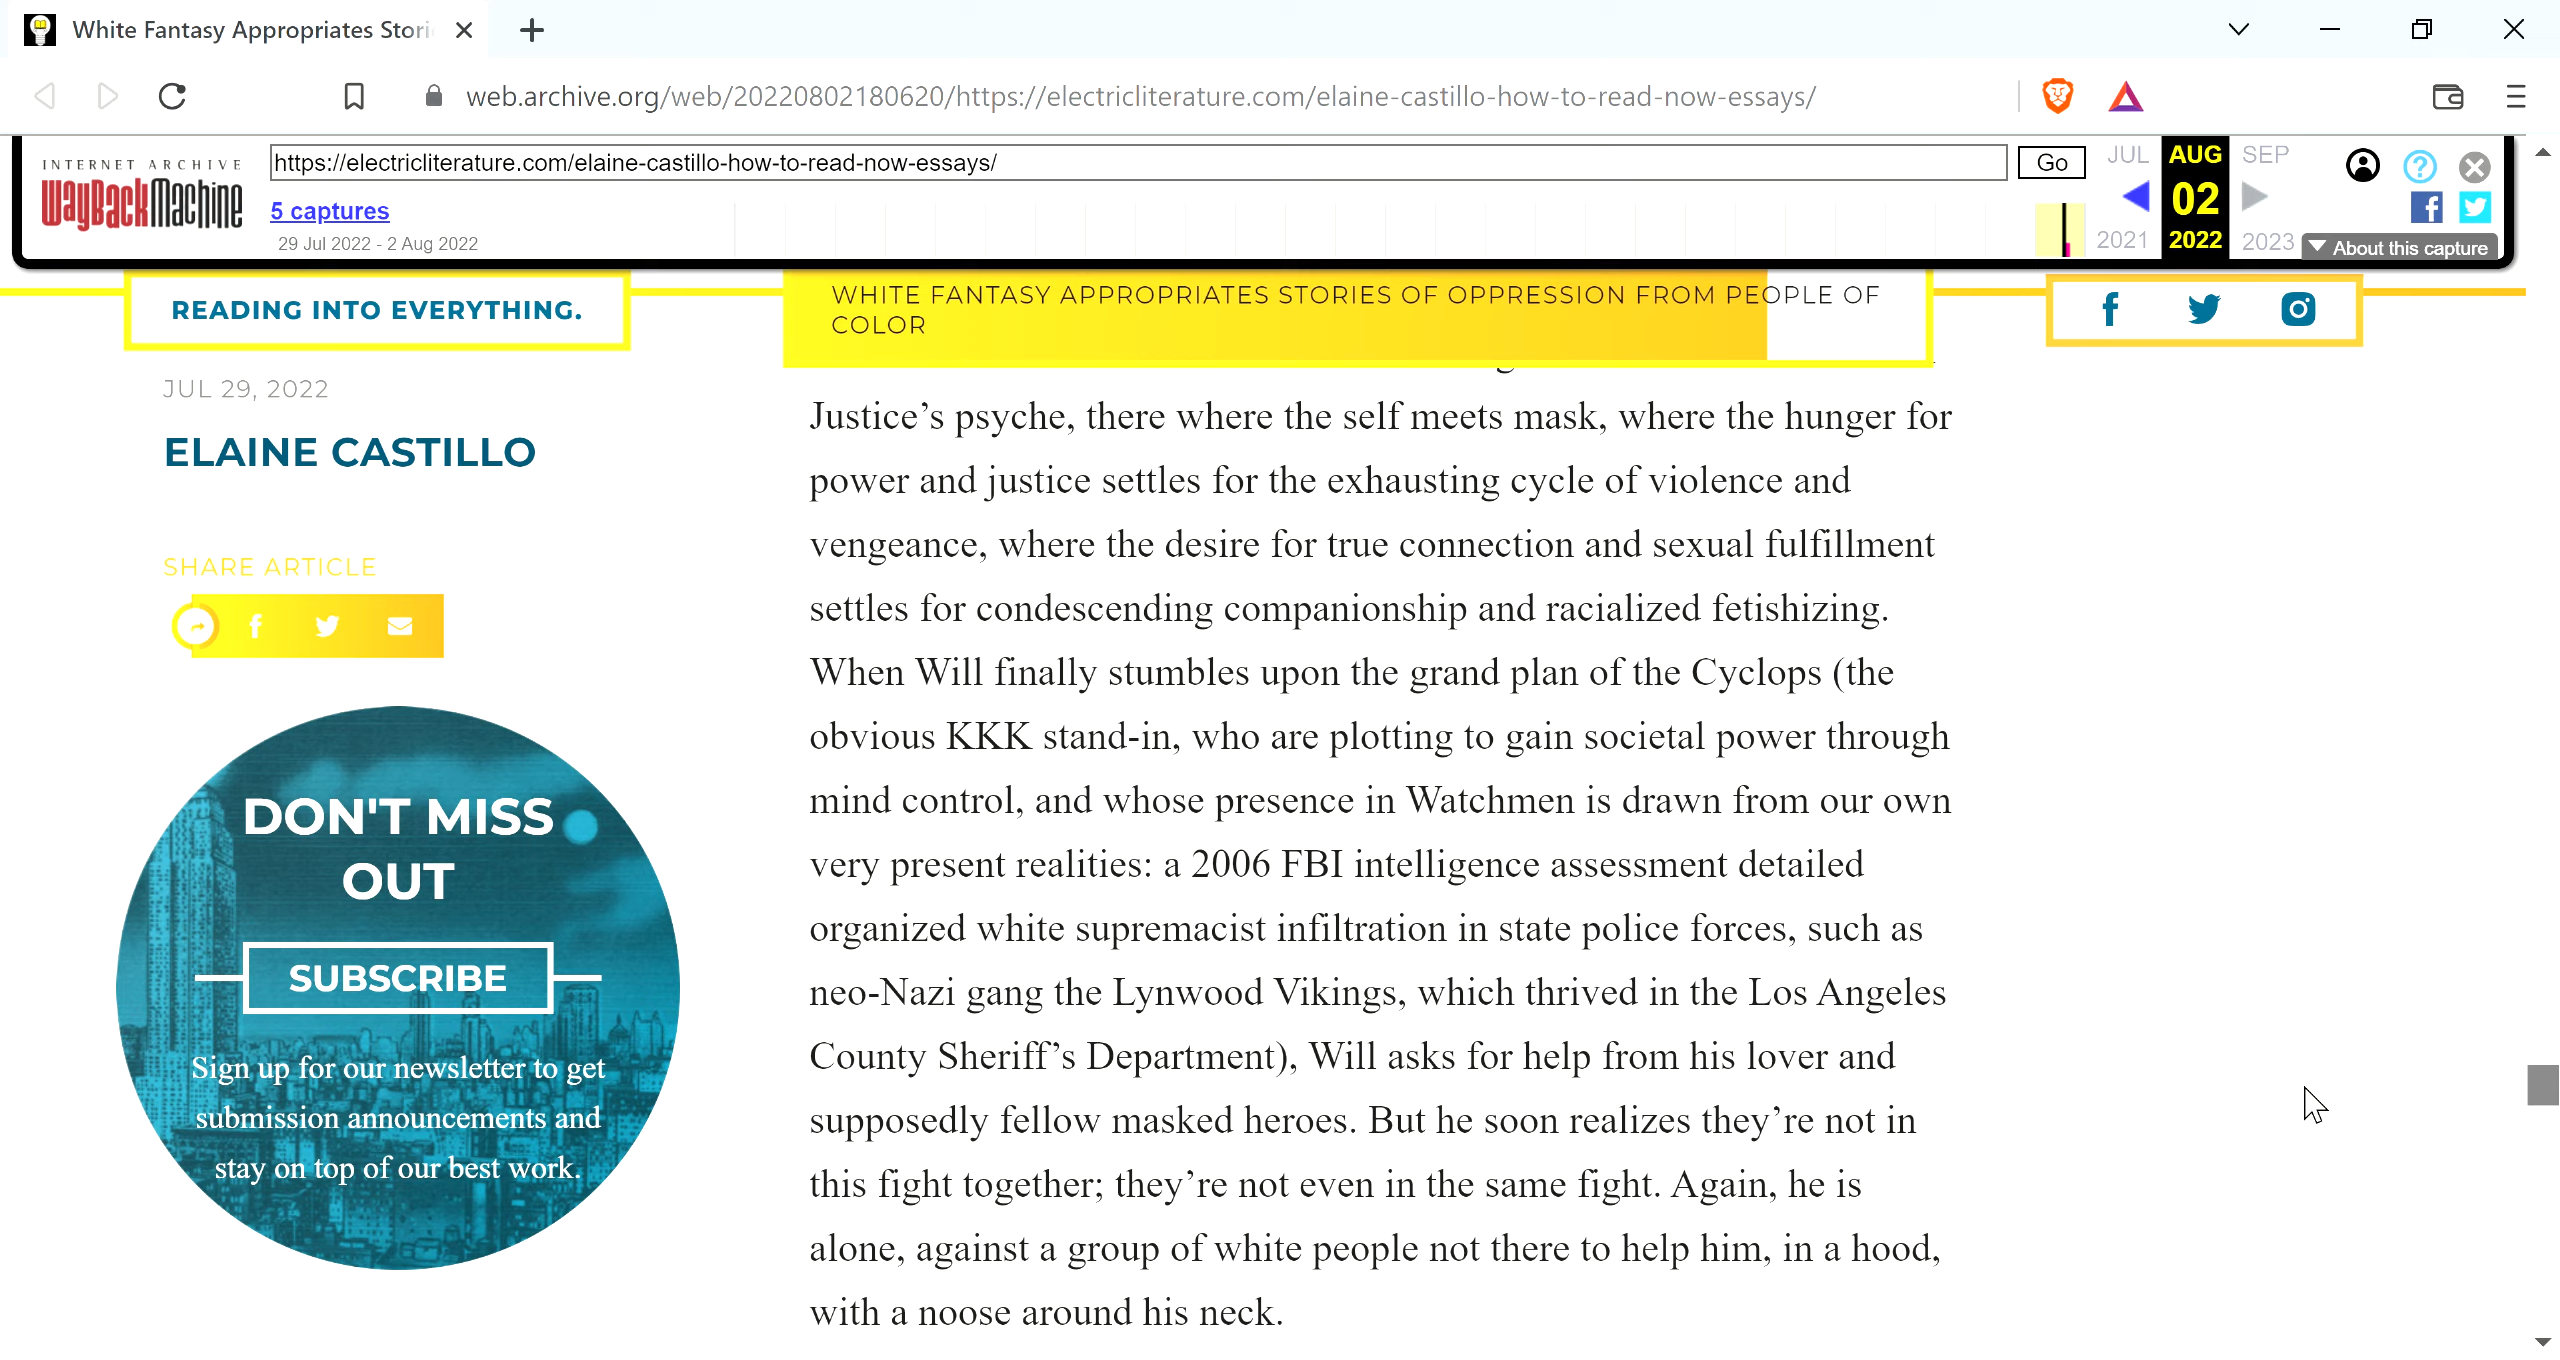 White Fantasy Appropriates Stori
web.archive.org/web/20220802180620/https://electricliterature.com/elaine-castillo-how-to-read-now-essays/
INTERNET ARCHIVE
WayBackMachine
https://electricliterature.com/elaine-castillo-how-to-read-now-essays/
Go
5 captures
29 Jul 2022 - 2 Aug 2022
JUL
AUG
SEP
02
2021
2022
2023
About this capture
READING INTO EVERYTHING.
WHITE FANTASY APPROPRIATES STORIES OF OPPRESSION FROM PEOPLE OF
COLOR
JUL 29, 2022
ELAINE CASTILLO
SHARE ARTICLE
DON'T MISS
OUT
SUBSCRIBE
Sign up for our newsletter to get
submission announcements and
stay on top of our best work.
Justice’s psyche, there where the self meets mask, where the hunger for
power and justice settles for the exhausting cycle of violence and
vengeance, where the desire for true connection and sexual fulfillment
settles for condescending companionship and racialized fetishizing.
When Will finally stumbles upon the grand plan of the Cyclops (the
obvious KKK stand-in, who are plotting to gain societal power through
mind control, and whose presence in Watchmen is drawn from our own
very present realities: a 2006 FBI intelligence assessment detailed
organized white supremacist infiltration in state police forces, such as
neo-Nazi gang the Lynwood Vikings, which thrived in the Los Angeles
County Sheriff’s Department), Will asks for help from his lover and
supposedly fellow masked heroes. But he soon realizes they’re not in
this fight together; they’re not even in the same fight. Again, he is
alone, against a group of white people not there to help him, in a hood,
with a noose around his neck.